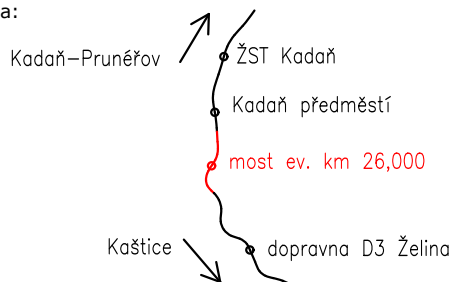 a:
Kadaň-Prunéřov
ŽST Kadaň
Kadaň předměstí
most ev. km 26,000
Kaštice
dopravna D3 Želina